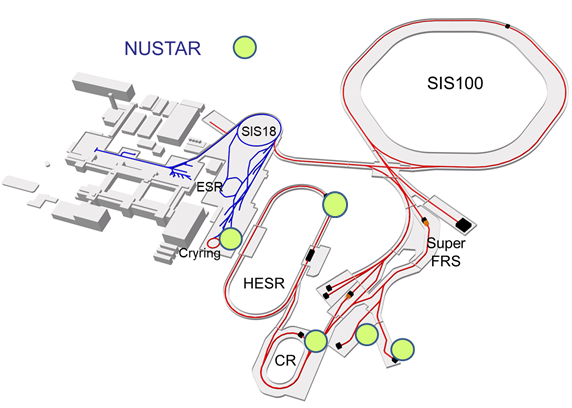 NUSTAR
SIS100
SIS18
ESR
Super
FRS
Cryring
HESR
CR